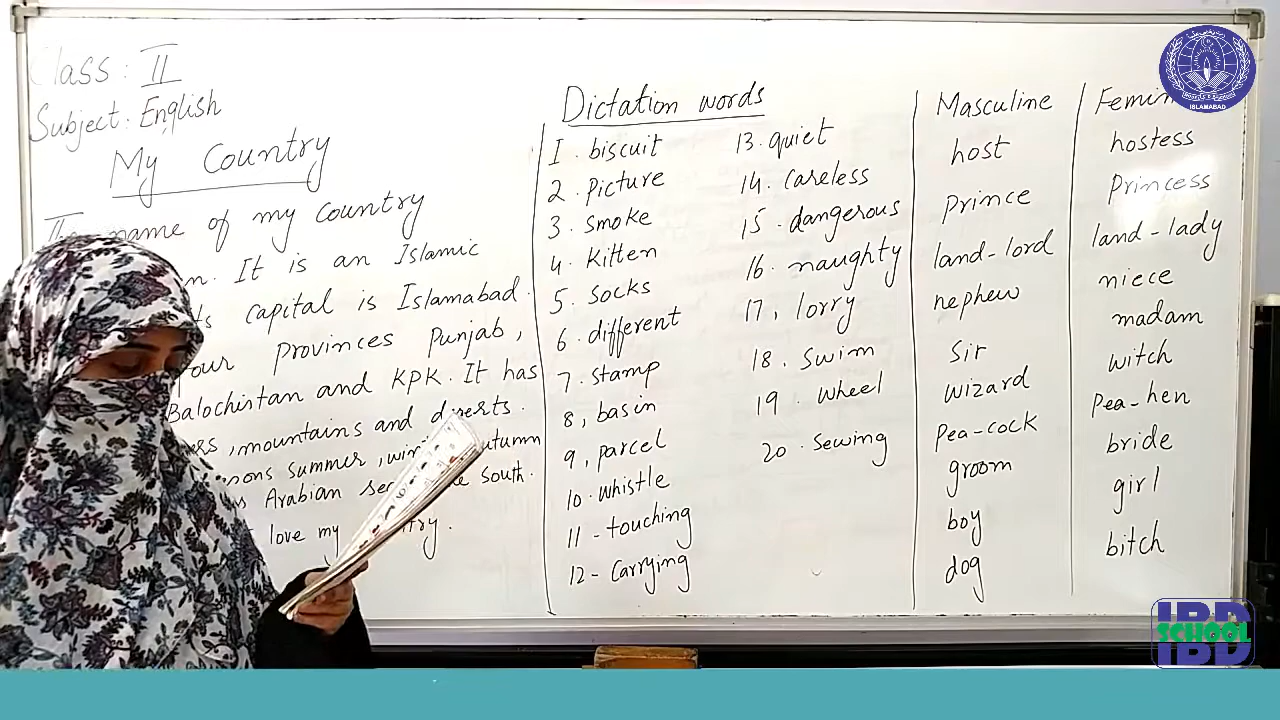 Class : II
Subject : English
My Country
name of my country
It is an Islamic
capital is Islamabad.
Provinces Punjab,
Balochistan and KPK. It has
, mountains and deserts.
summer,
Arabian south.
love my
Dictation words
1. biscuit
2. Picture
3. Smoke
4. Kitten
5. Socks
6. different
7. Stamp
8, basin
9, parcel
10. whistle
11 - touching
12 - Carrying
13. quiet
14. Careless
15. dangerous
16. naughty
17, lorry
18. Swim
19. wheel
20. Sewing
Masculine
host
Prince
land-lord
nephew
Sir
wizard
Pea-cock
groom
boy
dog
hostess
Princess
land-lady
niece
madam
witch
Pea-hen
bride
girl
bitch
ISLAMABAD
IBD
SCHOOL
IBD